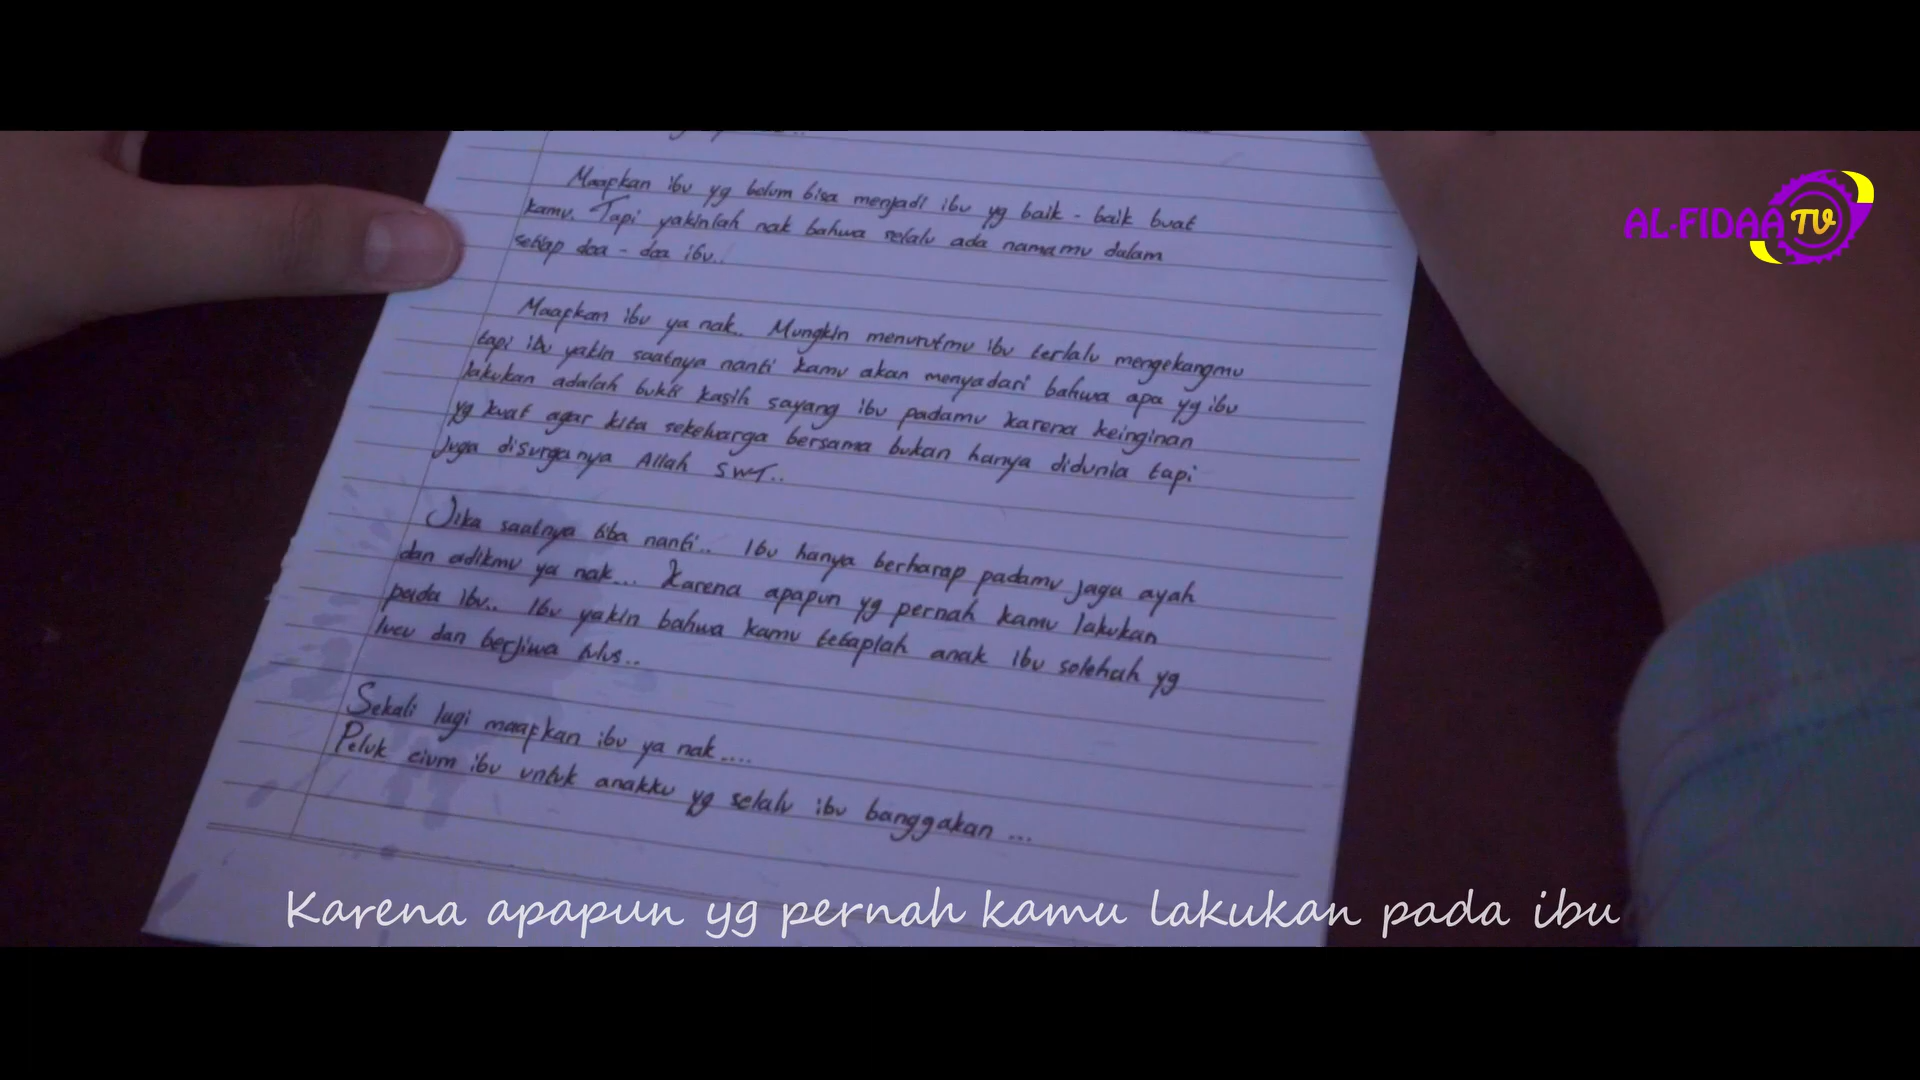 Maafkan ibu yg belum bisa menjadi ibu yg baik - baik buat
kamu. Tapi yakinlah nak bahwa selalu ada namamu dalam
setiap doa - doa ibu..
Maafkan ibu ya nak.. Mungkin menurutmu ibu terlalu mengekangmu
tapi ibu yakin saatnya nanti kamu akan menyadari bahwa apa yg ibu
lakukan adalah bukti kasih sayang ibu padamu karena keinginan
yg kuat agar kita sekeluarga bersama bukan hanya didunia tapi
Juga disurga nya Allah SWT..
Jika saatnya tiba nanti.. Ibu hanya berharap padamu jaga ayah
dan adikmu ya nak... Karena apapun yg pernah kamu lakukan
pada ibu.. Ibu yakin bahwa kamu tetaplah anak ibu solehah yg
lucu dan berjiwa tulus..
Sekali lagi maafkan ibu ya nak....
Peluk cium ibu untuk anakku yg selalu ibu banggakan ...
AL-FIDAA TV
Karena apapun yg pernah kamu lakukan pada ibu